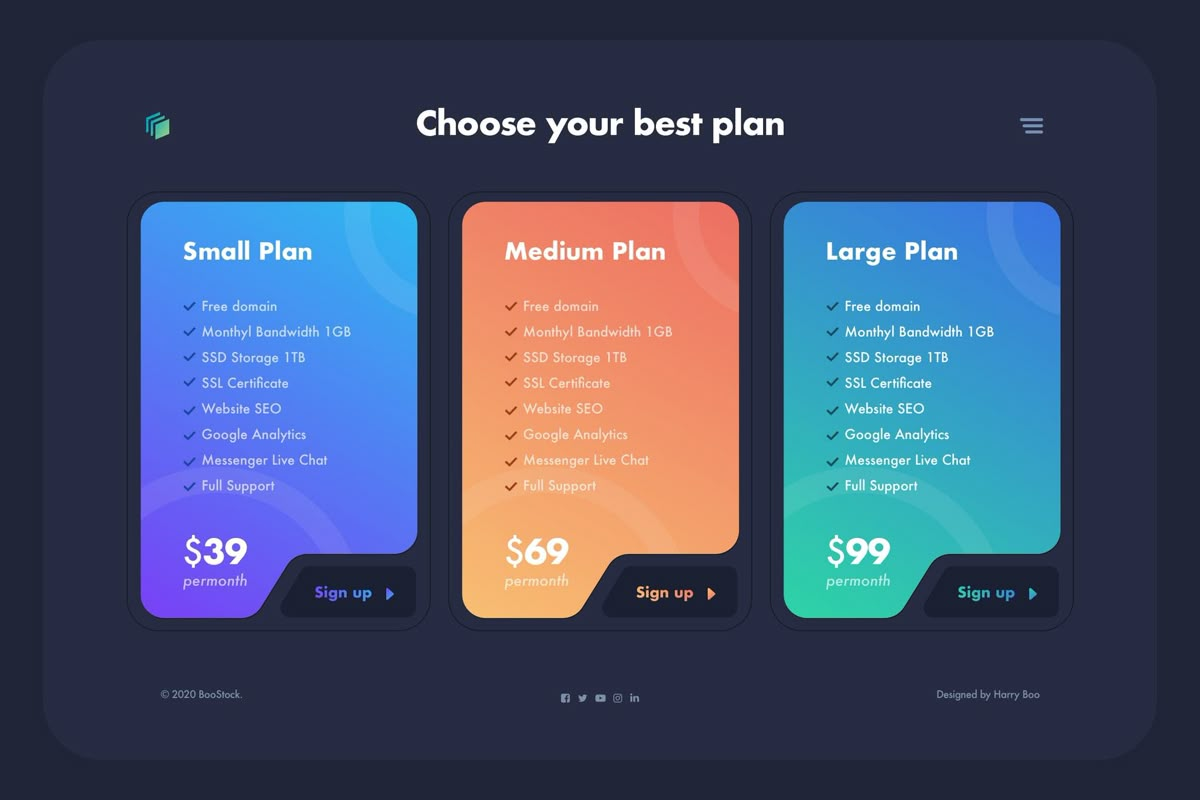 Choose your best plan
Small Plan
Free domain
Monthyl Bandwidth 1GB
SSD Storage 1TB
SSL Certificate
Website SEO
Google Analytics
Messenger Live Chat
Full Support
$39
permonth
Sign up
Medium Plan
Free domain
Monthyl Bandwidth 1GB
SSD Storage 1TB
SSL Certificate
Website SEO
Google Analytics
Messenger Live Chat
Full Support
$69
permonth
Sign up
Large Plan
Free domain
Monthyl Bandwidth 1GB
SSD Storage 1TB
SSL Certificate
Website SEO
Google Analytics
Messenger Live Chat
Full Support
$99
permonth
Sign up
© 2020 BooStock.
Designed by Harry Boo